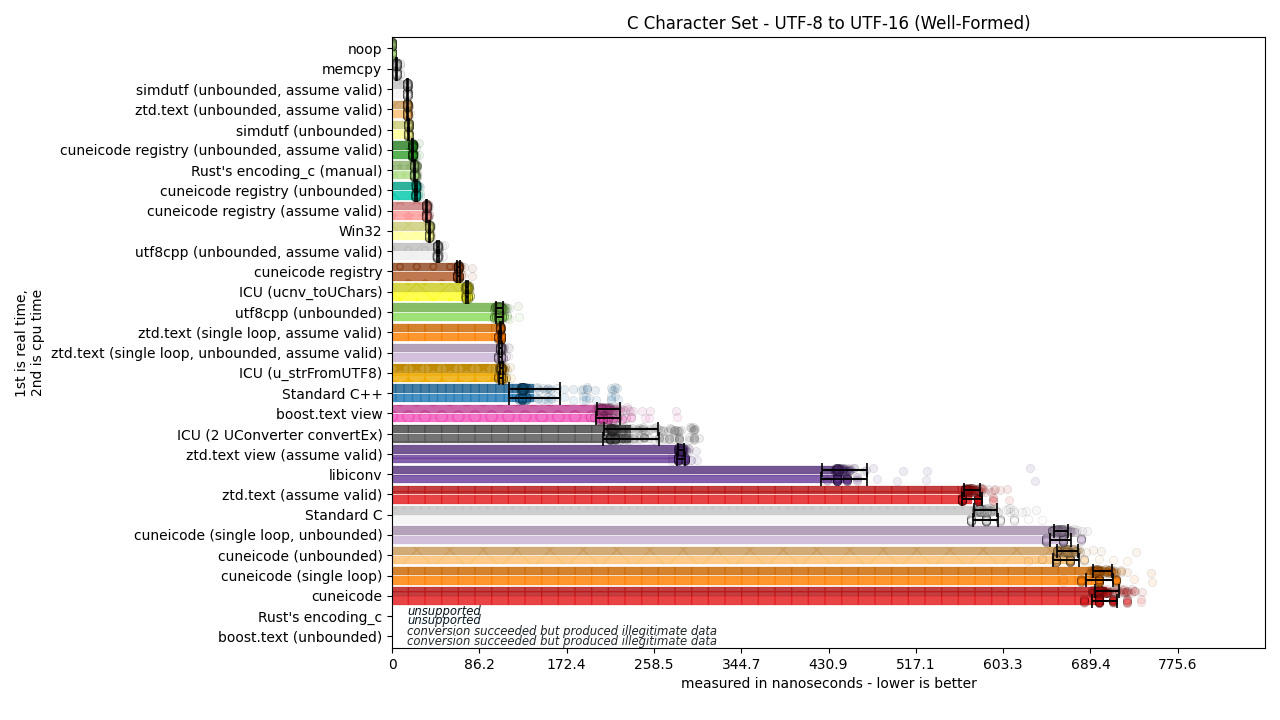 C Character Set - UTF-8 to UTF-16 (Well-Formed)
noop
memcpy
simdutf (unbounded, assume valid)
ztd.text (unbounded, assume valid)
simdutf (unbounded)
cuneicode registry (unbounded, assume valid)
Rust's encoding_c (manual)
cuneicode registry (unbounded)
cuneicode registry (assume valid)
Win32
utf8cpp (unbounded, assume valid)
cuneicode registry
ICU (ucnv_toUChars)
utf8cpp (unbounded)
ztd.text (single loop, assume valid)
ztd.text (single loop, unbounded, assume valid)
ICU (u_strFromUTF8)
Standard C++
boost.text view
ICU (2 UConverter convertEx)
ztd.text view (assume valid)
libiconv
ztd.text (assume valid)
Standard C
cuneicode (single loop, unbounded)
cuneicode (unbounded)
cuneicode (single loop)
cuneicode
Rust's encoding_c
boost.text (unbounded)
1st is real time,
2nd is cpu time
unsupported
unsupported
conversion succeeded but produced illegitimate data
conversion succeeded but produced illegitimate data
0 86.2 172.4 258.5 344.7 430.9 517.1 603.3 689.4 775.6
measured in nanoseconds - lower is better